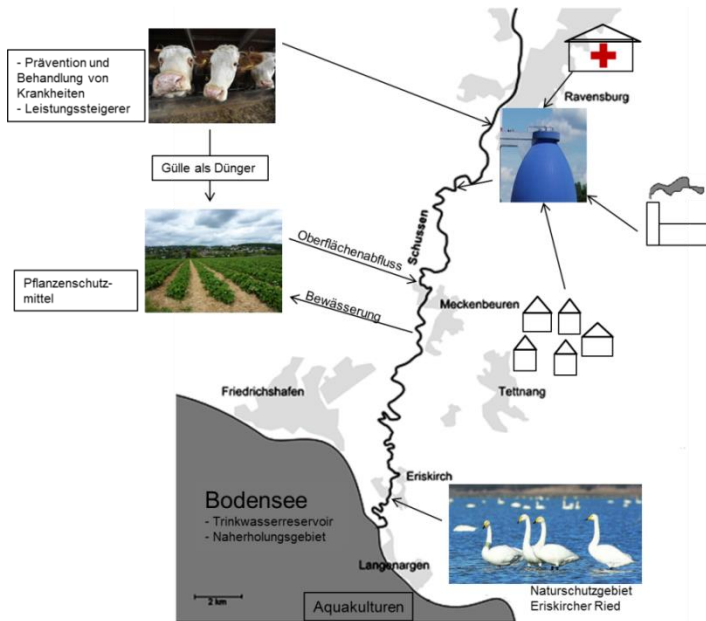 - Prävention und
Behandlung von
Krankheiten
- Leistungssteigerer
Ravensburg
Gülle als Dünger
Schussen
Oberflächenabfluss
Pflanzenschutz-
mittel
Bewässerung
Meckenbeuren
Friedrichshafen
Tettnang
Eriskirch
Bodensee
- Trinkwasserreservoir
- Naherholungsgebiet
Langenargen
Naturschutzgebiet
Eriskircher Ried
2 km
Aquakulturen